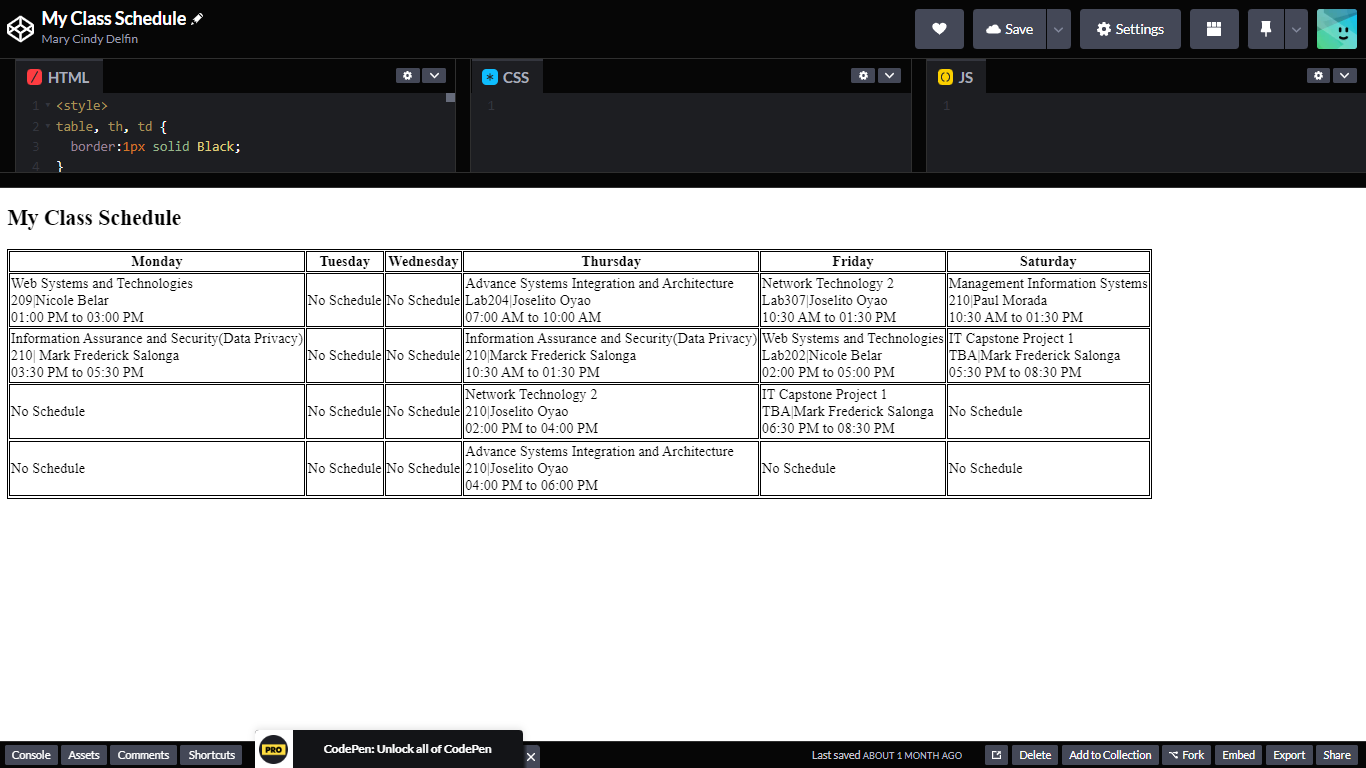 My Class Schedule
Mary Cindy Delfin
Save
Settings
HTML
CSS
JS
1 <style>
2 table, th, td {
3 border:1px solid Black;
4 }
1
1
My Class Schedule
Monday Tuesday Wednesday Thursday Friday Saturday
Web Systems and Technologies
209|Nicole Belar
01:00 PM to 03:00 PM
No Schedule
No Schedule
Advance Systems Integration and Architecture
Lab204|Joselito Oyao
07:00 AM to 10:00 AM
Network Technology 2
Lab307|Joselito Oyao
10:30 AM to 01:30 PM
Management Information Systems
210|Paul Morada
10:30 AM to 01:30 PM
Information Assurance and Security(Data Privacy)
210| Mark Frederick Salonga
03:30 PM to 05:30 PM
No Schedule
No Schedule
Information Assurance and Security(Data Privacy)
210|Marck Frederick Salonga
10:30 AM to 01:30 PM
Web Systems and Technologies
Lab202|Nicole Belar
02:00 PM to 05:00 PM
IT Capstone Project 1
TBA|Mark Frederick Salonga
05:30 PM to 08:30 PM
No Schedule
No Schedule
No Schedule
Network Technology 2
210|Joselito Oyao
02:00 PM to 04:00 PM
IT Capstone Project 1
TBA|Mark Frederick Salonga
06:30 PM to 08:30 PM
No Schedule
No Schedule
No Schedule
No Schedule
Advance Systems Integration and Architecture
210|Joselito Oyao
04:00 PM to 06:00 PM
No Schedule
No Schedule
Console
Assets
Comments
Shortcuts
PRO
CodePen: Unlock all of CodePen
Last saved ABOUT 1 MONTH AGO
Delete
Add to Collection
Fork
Embed
Export
Share